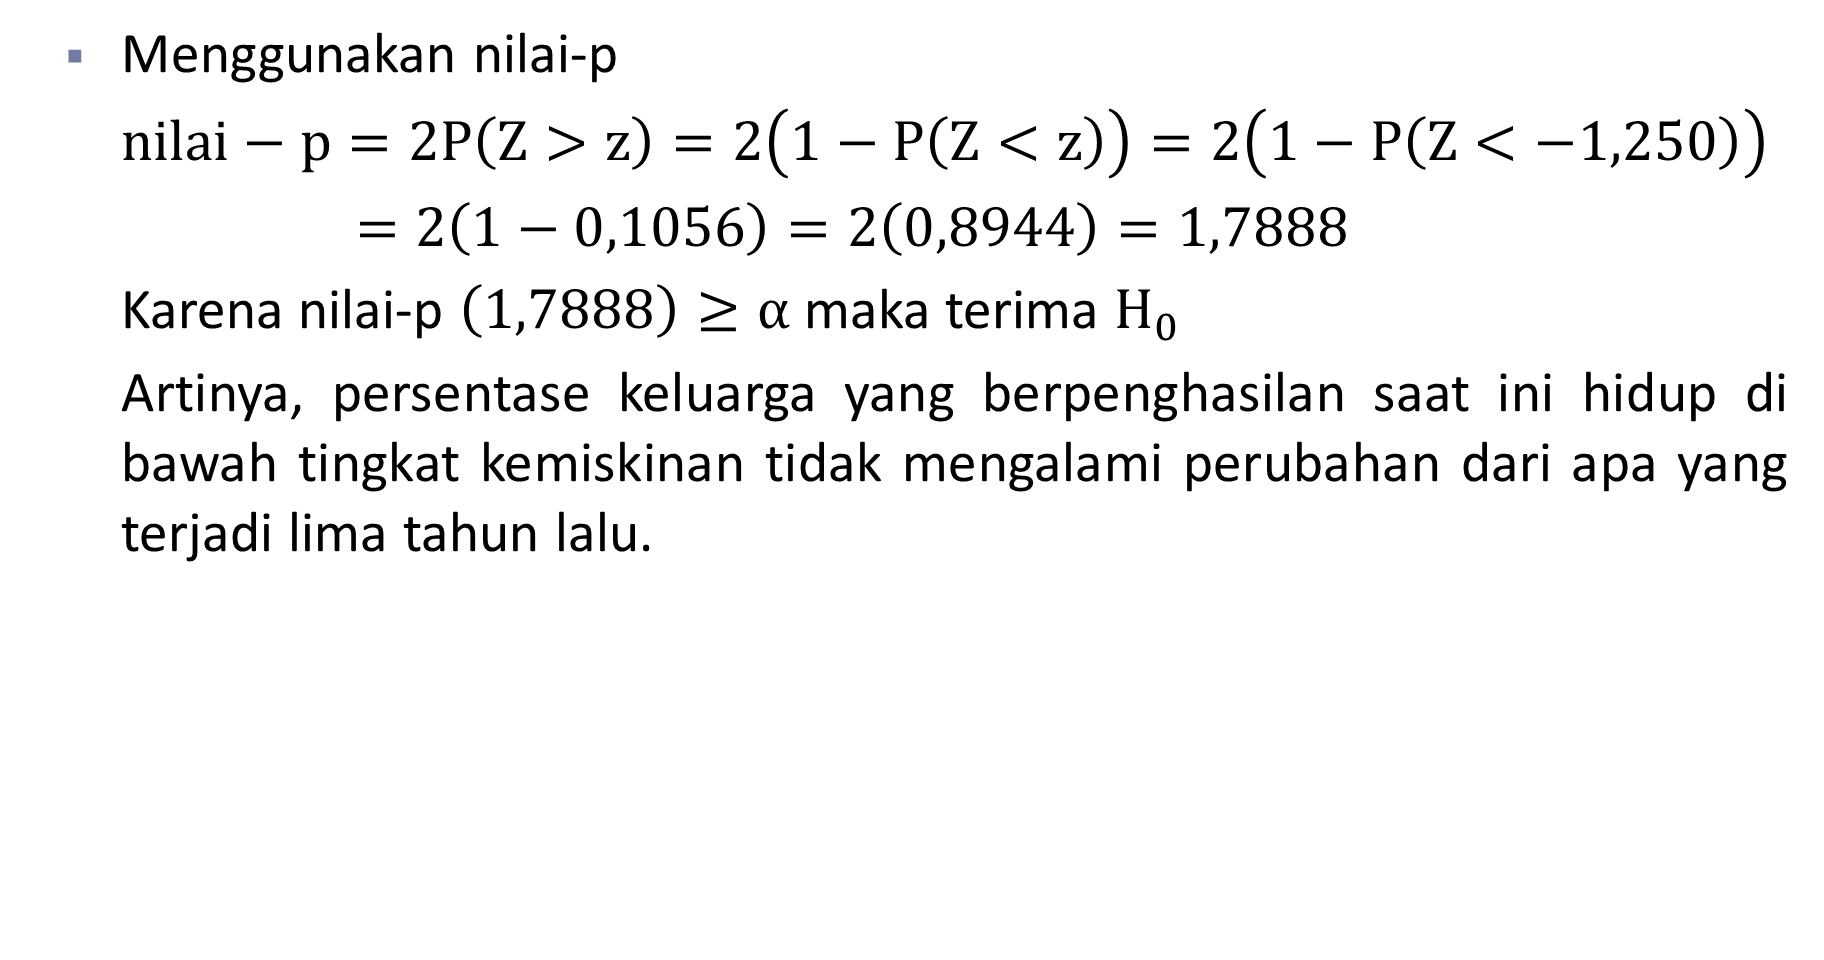 ▪ Menggunakan nilai-p
nilai − p = 2P(Z > z) = 2(1 − P(Z < z)) = 2(1 − P(Z < −1,250))
= 2(1 − 0,1056) = 2(0,8944) = 1,7888
Karena nilai-p (1,7888) ≥ α maka terima H₀
Artinya, persentase keluarga yang berpenghasilan saat ini hidup di
bawah tingkat kemiskinan tidak mengalami perubahan dari apa yang
terjadi lima tahun lalu.